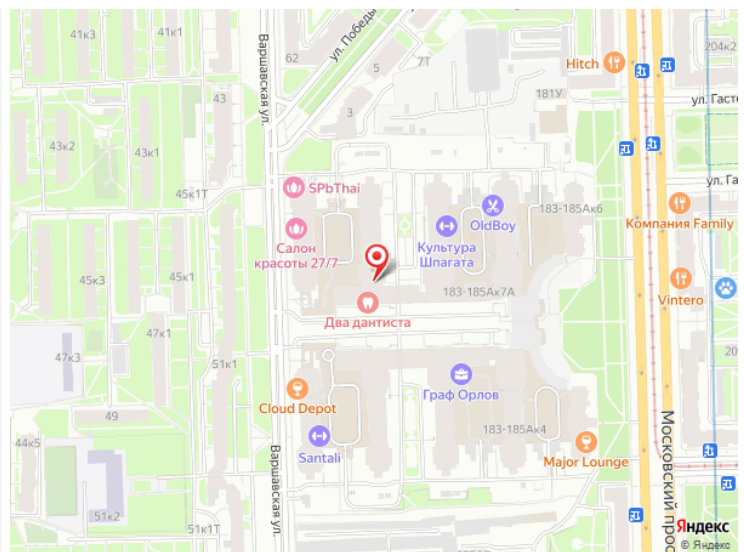 41к3
41к1
41к2
62
ул. Победы
5
7Т
Hitch
204к2
43
181У
ул. Гасте
Варшавская ул.
3
43к2
43к1
45к1Т
SPbThai
ул. Га
183-185Ак6
OldBoy
Компания Family
Салон
красоты 27/7
Культура
Шпагата
45к3
45к1
183-185Ак7А
Vintero
Два дантиста
47к1
47к3
51к1
20
Граф Орлов
Cloud Depot
49
44к5
183-185Ак4
Santali
Major Lounge
Московский прос
Варшавская ул.
51к2
51к1Т
Яндекс
© Яндекс